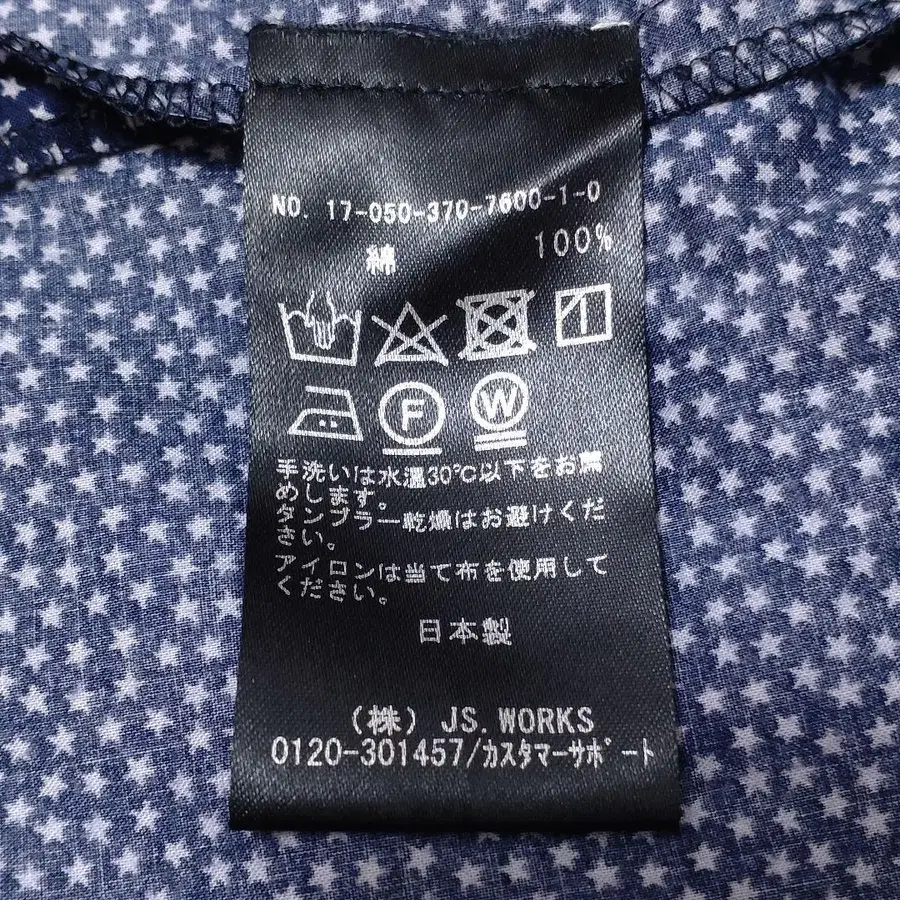 NO. 17-050-370-7600-1-0
綿 100%
F W
手洗いは水温30℃以下をお薦
めします。
タンブラー乾燥はお避けくだ
さい。
アイロンは当て布を使用して
ください。
日本製
(株) JS.WORKS
0120-301457/カスタマーサポート